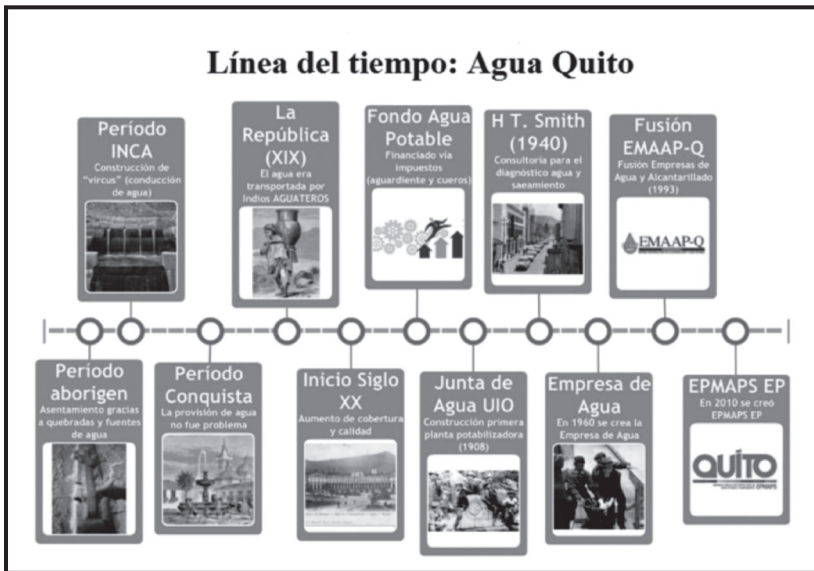 Línea del tiempo: Agua Quito
Período
aborigen
Asentamiento gracias
a quebradas y fuentes
de agua
Período
INCA
Construcción de
"vircus" (conducción
de agua)
Período
Conquista
La provisión de agua
no fue problema
La
República
(XIX)
El agua era
transportada por
Indios AGUATEROS
Inicio Siglo
XX
Aumento de cobertura
y calidad
Fondo Agua
Potable
Financiado vía
impuestos
(aguardiente y cueros)
Junta de
Agua UIO
Construcción primera
planta potabilizadora
(1908)
H T. Smith
(1940)
Consultoría para el
diagnóstico agua y
saeamiento
Empresa de
Agua
En 1960 se crea la
Empresa de Agua
Fusión
EMAAP-Q
Fusión Empresas de
Agua y Alcantarillado
(1993)
EMAAP-Q
EPMAPS EP
En 2010 se creó
EPMAPS EP
QUITO
EPMAPS